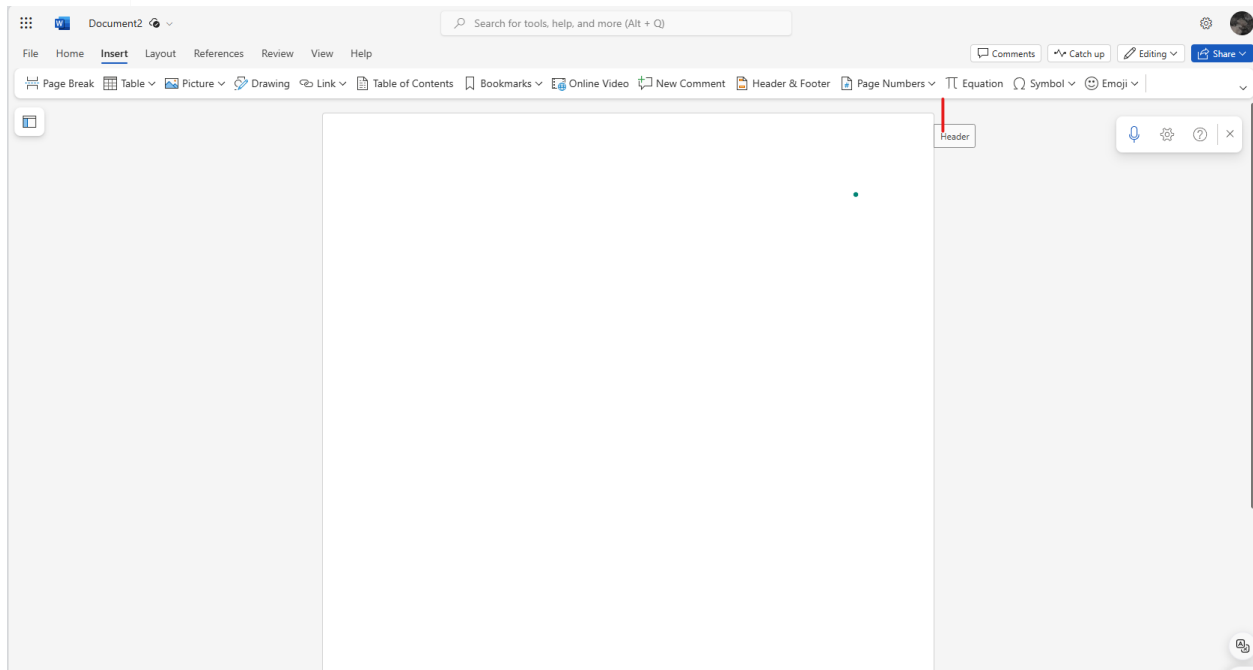 W Document2 Search for tools, help, and more (Alt + Q)
File Home Insert Layout References Review View Help Comments Catch up Editing Share
Page Break Table Picture Drawing Link Table of Contents Bookmarks Online Video New Comment Header & Footer # Page Numbers Equation Symbol Emoji
Header